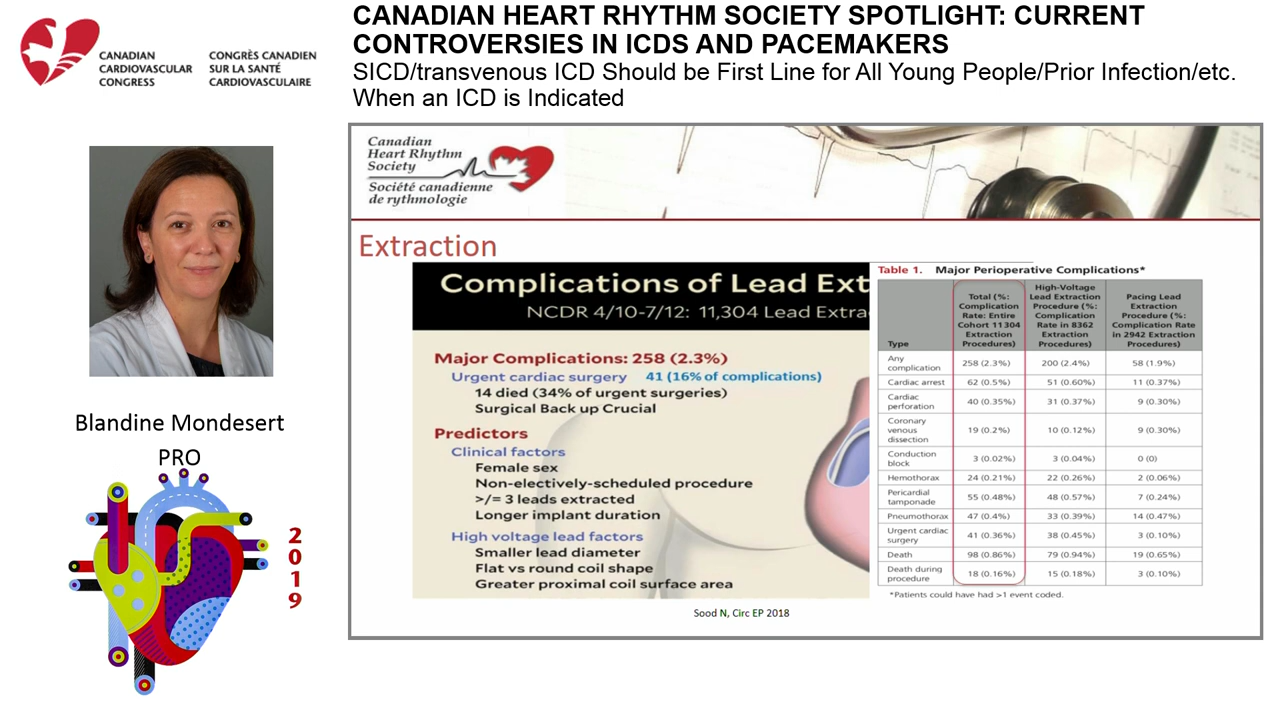 CANADIAN HEART RHYTHM SOCIETY SPOTLIGHT: CURRENT
CONTROVERSIES IN ICDS AND PACEMAKERS
SICD/transvenous ICD Should be First Line for All Young People/Prior Infection/etc.
When an ICD is Indicated
CANADIAN
CARDIOVASCULAR
CONGRESS
CONGRÈS CANADIEN
SUR LA SANTÉ
CARDIOVASCULAIRE
Blandine Mondesert
PRO
2019
Canadian
Heart Rhythm
Society
Société canadienne
de rythmologie
Extraction
Complications of Lead Ext
NCDR 4/10-7/12: 11,304 Lead Extra
Major Complications: 258 (2.3%)
Urgent cardiac surgery 41 (16% of complications)
14 died (34% of urgent surgeries)
Surgical Back up Crucial
Predictors
Clinical factors
Female sex
Non-electively-scheduled procedure
>/= 3 leads extracted
Longer implant duration
High voltage lead factors
Smaller lead diameter
Flat vs round coil shape
Greater proximal coil surface area
Table 1. Major Perioperative Complications*
Type
Total (%:
Complication
Rate: Entire
Cohort 11304
Extraction
Procedures)
High-Voltage
Lead Extraction
Procedure (%:
Complication
Rate in 8362
Extraction
Procedures)
Pacing Lead
Extraction
Procedure (%:
Complication Rate
in 2942 Extraction
Procedures)
Any
complication 258 (2.3%) 200 (2.4%) 58 (1.9%)
Cardiac arrest 62 (0.5%) 51 (0.60%) 11 (0.37%)
Cardiac
perforation 40 (0.35%) 31 (0.37%) 9 (0.30%)
Coronary
venous
dissection 19 (0.2%) 10 (0.12%) 9 (0.30%)
Conduction
block 3 (0.02%) 3 (0.04%) 0 (0)
Hemothorax 24 (0.21%) 22 (0.26%) 2 (0.06%)
Pericardial
tamponade 55 (0.48%) 48 (0.57%) 7 (0.24%)
Pneumothorax 47 (0.4%) 33 (0.39%) 14 (0.47%)
Urgent cardiac
surgery 41 (0.36%) 38 (0.45%) 3 (0.10%)
Death 98 (0.86%) 79 (0.94%) 19 (0.65%)
Death during
procedure 18 (0.16%) 15 (0.18%) 3 (0.10%)
*Patients could have had >1 event coded.
Sood N, Circ EP 2018